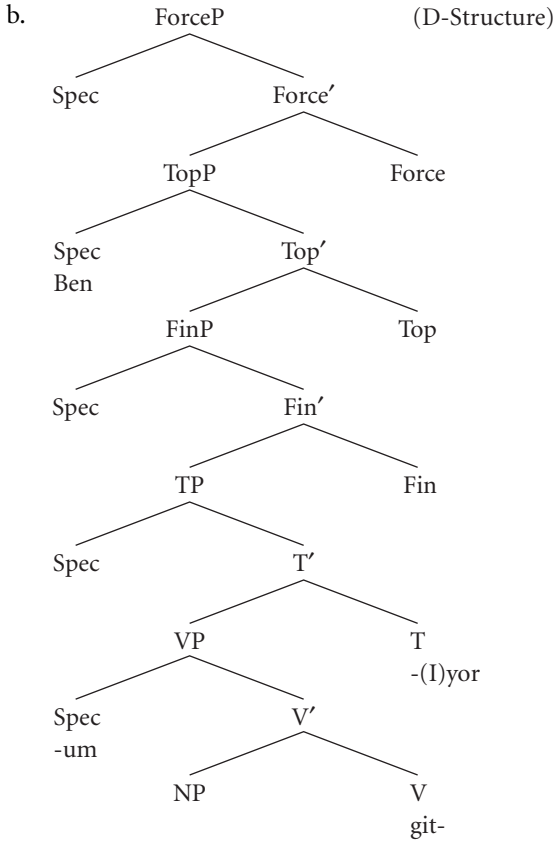 b. ForceP (D-Structure)
Spec Force′
TopP Force
Spec Top′
Ben
FinP Top
Spec Fin′
TP Fin
Spec T′
VP T
-(I)yor
Spec V′
-um
NP V
git-